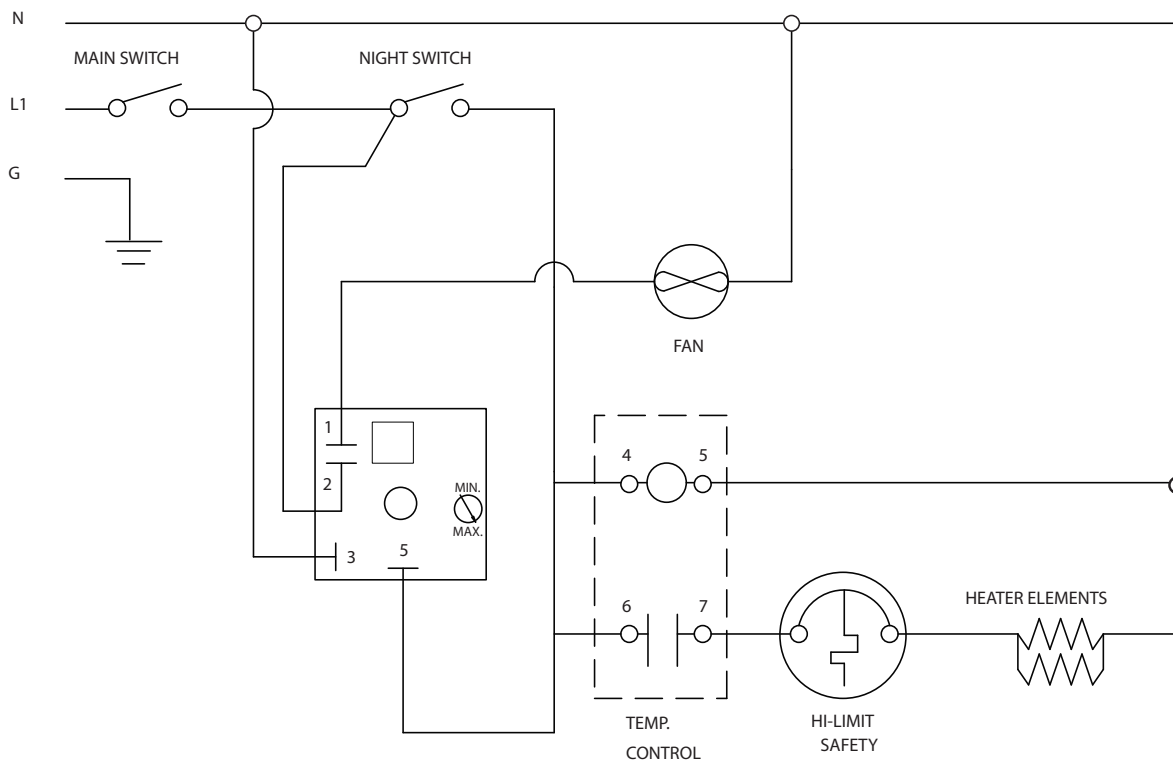 N
MAIN SWITCH
NIGHT SWITCH
L1
G
FAN
1
2
MIN.
MAX.
3
5
4
5
6
7
HEATER ELEMENTS
TEMP.
CONTROL
HI-LIMIT
SAFETY